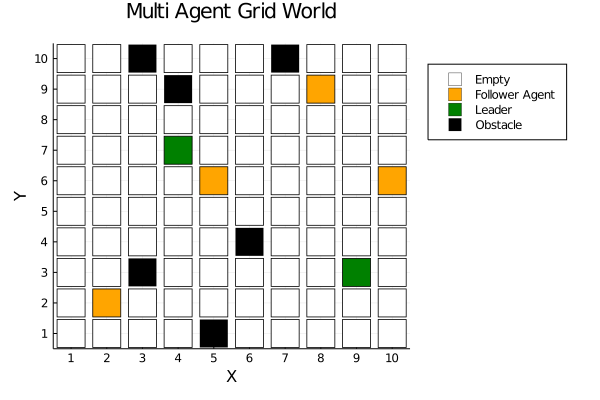 Multi Agent Grid World
Empty
Follower Agent
Leader
Obstacle
10
9
8
7
6
5
4
3
2
1
Y
1 2 3 4 5 6 7 8 9 10
X